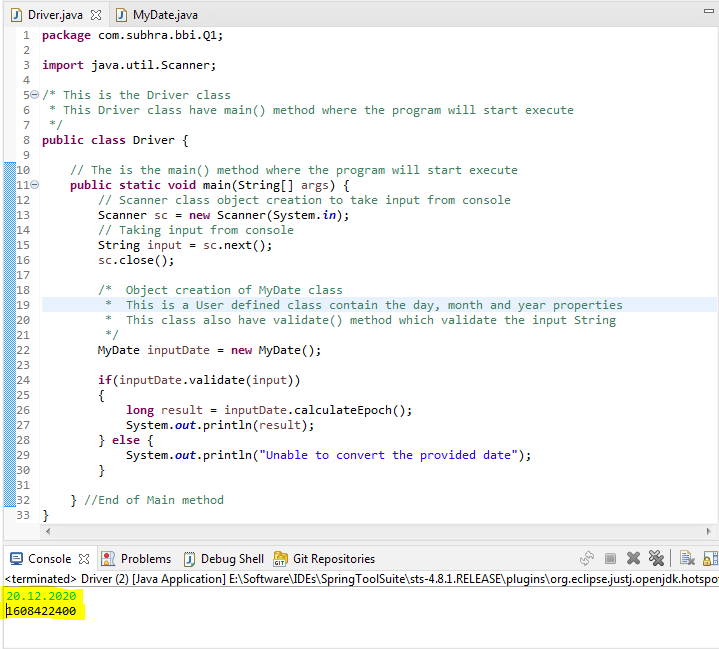 Driver.java MyDate.java
1 package com.subhra.bbi.Q1;
2
3 import java.util.Scanner;
4
5 /* This is the Driver class
6 * This Driver class have main() method where the program will start execute
7 */
8 public class Driver {
9
10 // The is the main() method where the program will start execute
11 public static void main(String[] args) {
12 // Scanner class object creation to take input from console
13 Scanner sc = new Scanner(System.in);
14 // Taking input from console
15 String input = sc.next();
16 sc.close();
17
18 /* Object creation of MyDate class
19 * This is a User defined class contain the day, month and year properties
20 * This class also have validate() method which validate the input String
21 */
22 MyDate inputDate = new MyDate();
23
24 if(inputDate.validate(input))
25 {
26 long result = inputDate.calculateEpoch();
27 System.out.println(result);
28 } else {
29 System.out.println("Unable to convert the provided date");
30 }
31
32 } //End of Main method
33 }
Console Problems Debug Shell Git Repositories
<terminated> Driver (2) [Java Application] E:\Software\IDEs\SpringToolSuite\sts-4.8.1.RELEASE\plugins\org.eclipse.justj.openjdk.hotspo
20.12.2020
1608422400